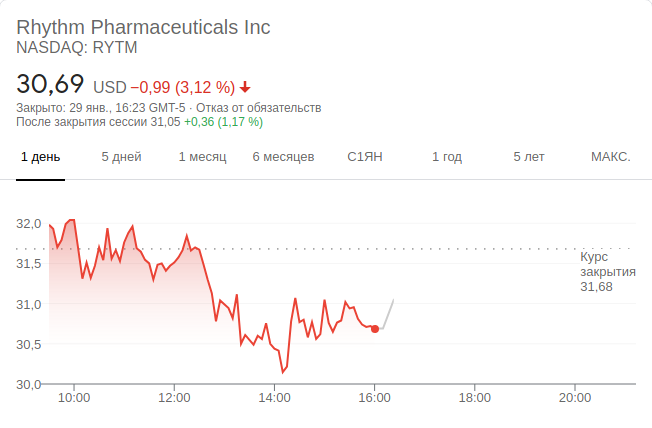 Rhythm Pharmaceuticals Inc
NASDAQ: RYTM
30,69 USD −0,99 (3,12 %)
Закрыто: 29 янв., 16:23 GMT-5 · Отказ от обязательств
После закрытия сессии 31,05 +0,36 (1,17 %)
1 день 5 дней 1 месяц 6 месяцев С1ЯН 1 год 5 лет МАКС.
32,0
31,5
31,0
30,5
30,0
Курс
закрытия
31,68
10:00 12:00 14:00 16:00 18:00 20:00